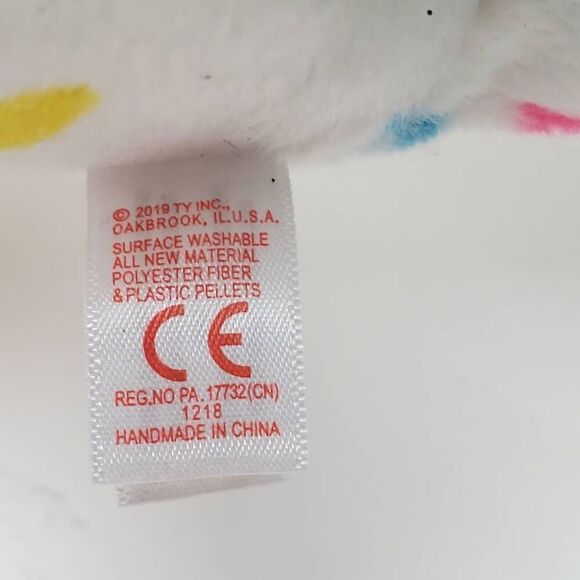 © 2019 TY INC.,
OAKBROOK, IL.U.S.A.
SURFACE WASHABLE
ALL NEW MATERIAL
POLYESTER FIBER
& PLASTIC PELLETS
CE
REG.NO PA. 17732(CN)
1218
HANDMADE IN CHINA